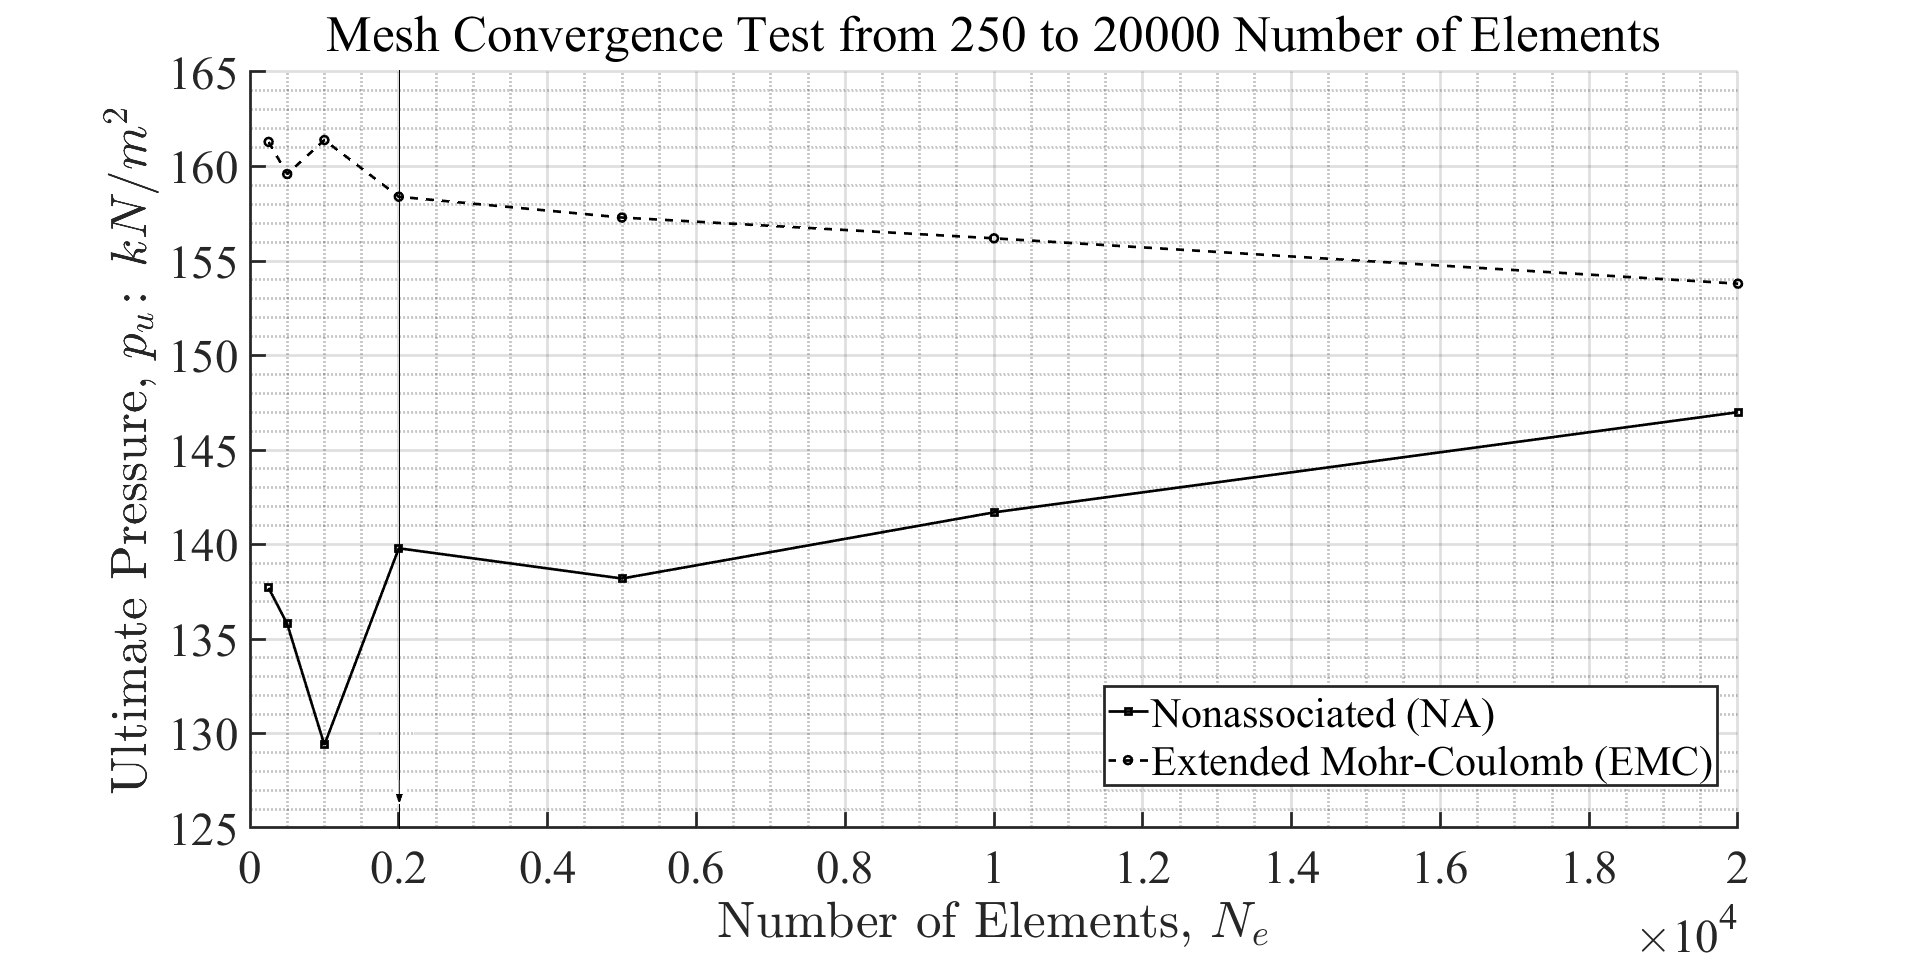 Mesh Convergence Test from 250 to 20000 Number of Elements
Ultimate Pressure, p_u: kN/m^2
165
160
155
150
145
140
135
130
125
0 0.2 0.4 0.6 0.8 1 1.2 1.4 1.6 1.8 2
×10^4
Number of Elements, N_e
Nonassociated (NA)
Extended Mohr-Coulomb (EMC)